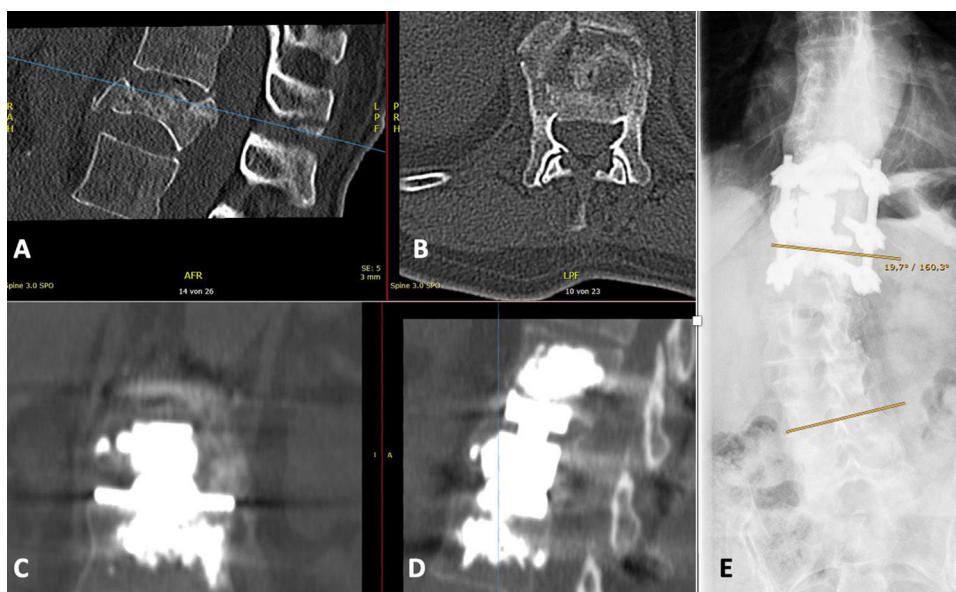 R
A
H
L
P
F
P
R
H
A
AFR
SE: 5
3 mm
Spine 3.0 SPO
14 von 26
B
LPF
Spine 3.0 SPO
10 von 23
C
I
A
D
19,7° / 160,3°
E